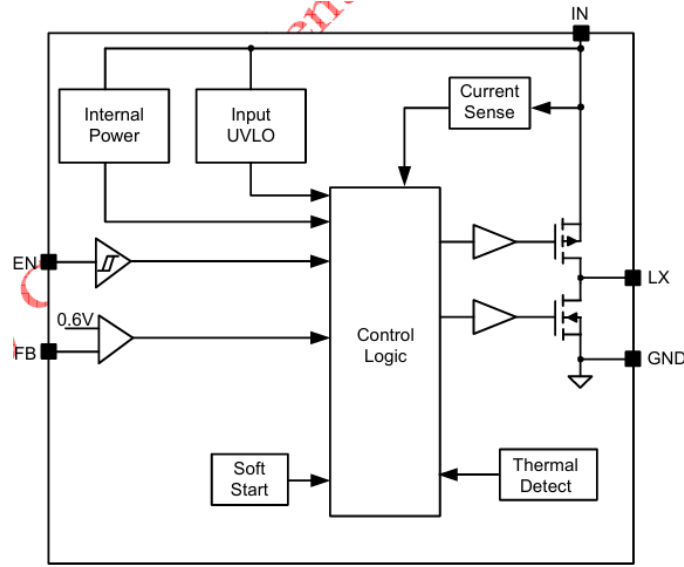 IN
Internal
Power
Input
UVLO
Current
Sense
EN
0.6V
FB
Control
Logic
LX
GND
Soft
Start
Thermal
Detect